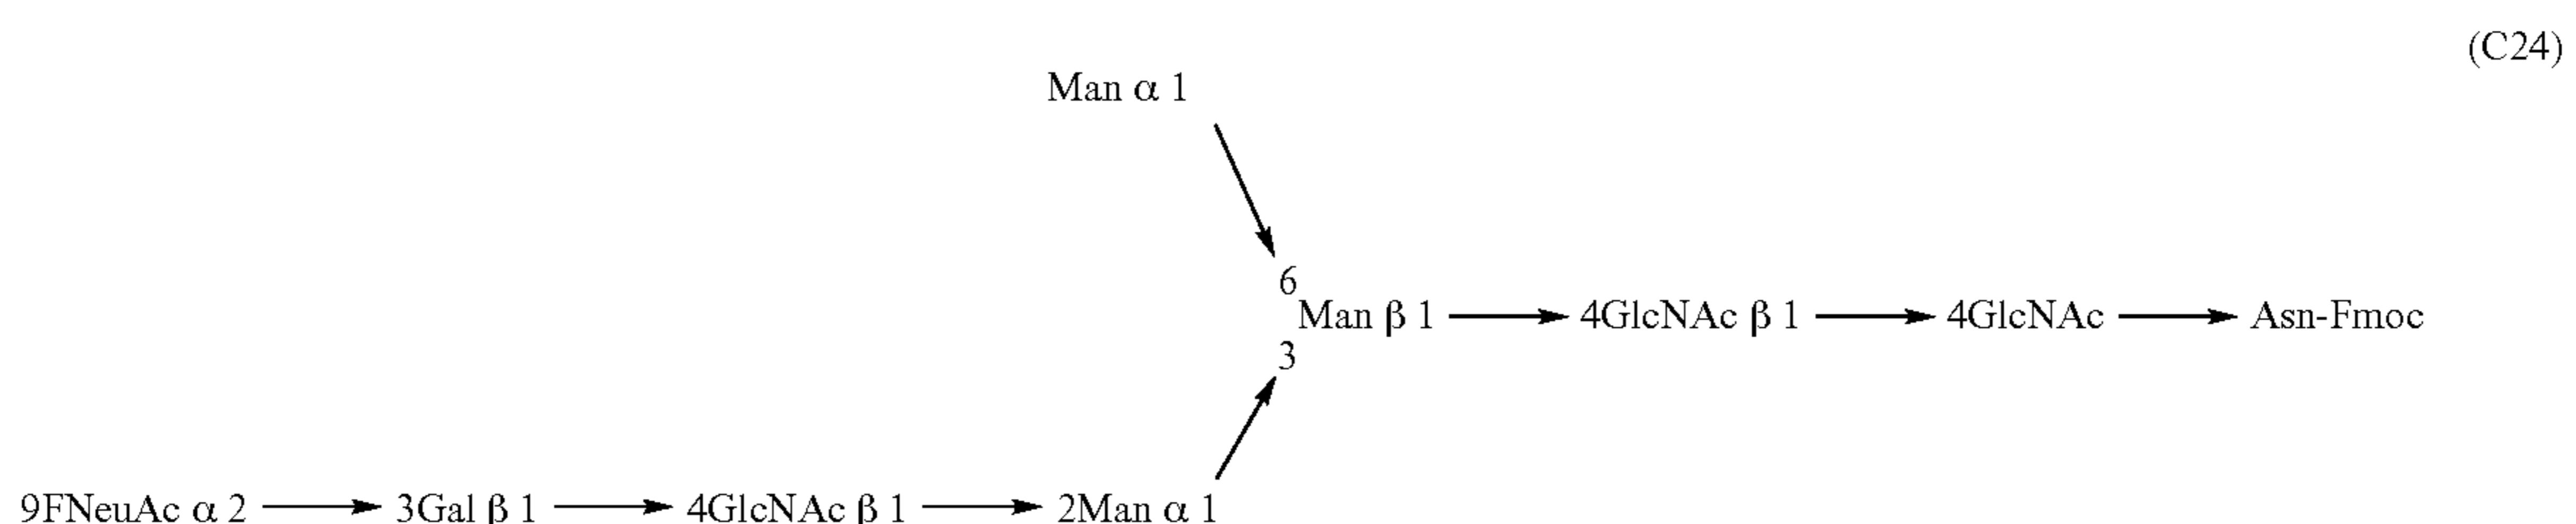 (C24)
Man α 1
6
Man β 1 → 4GlcNAc β 1 → 4GlcNAc → Asn-Fmoc
3
9FNeuAc α 2 → 3Gal β 1 → 4GlcNAc β 1 → 2Man α 1